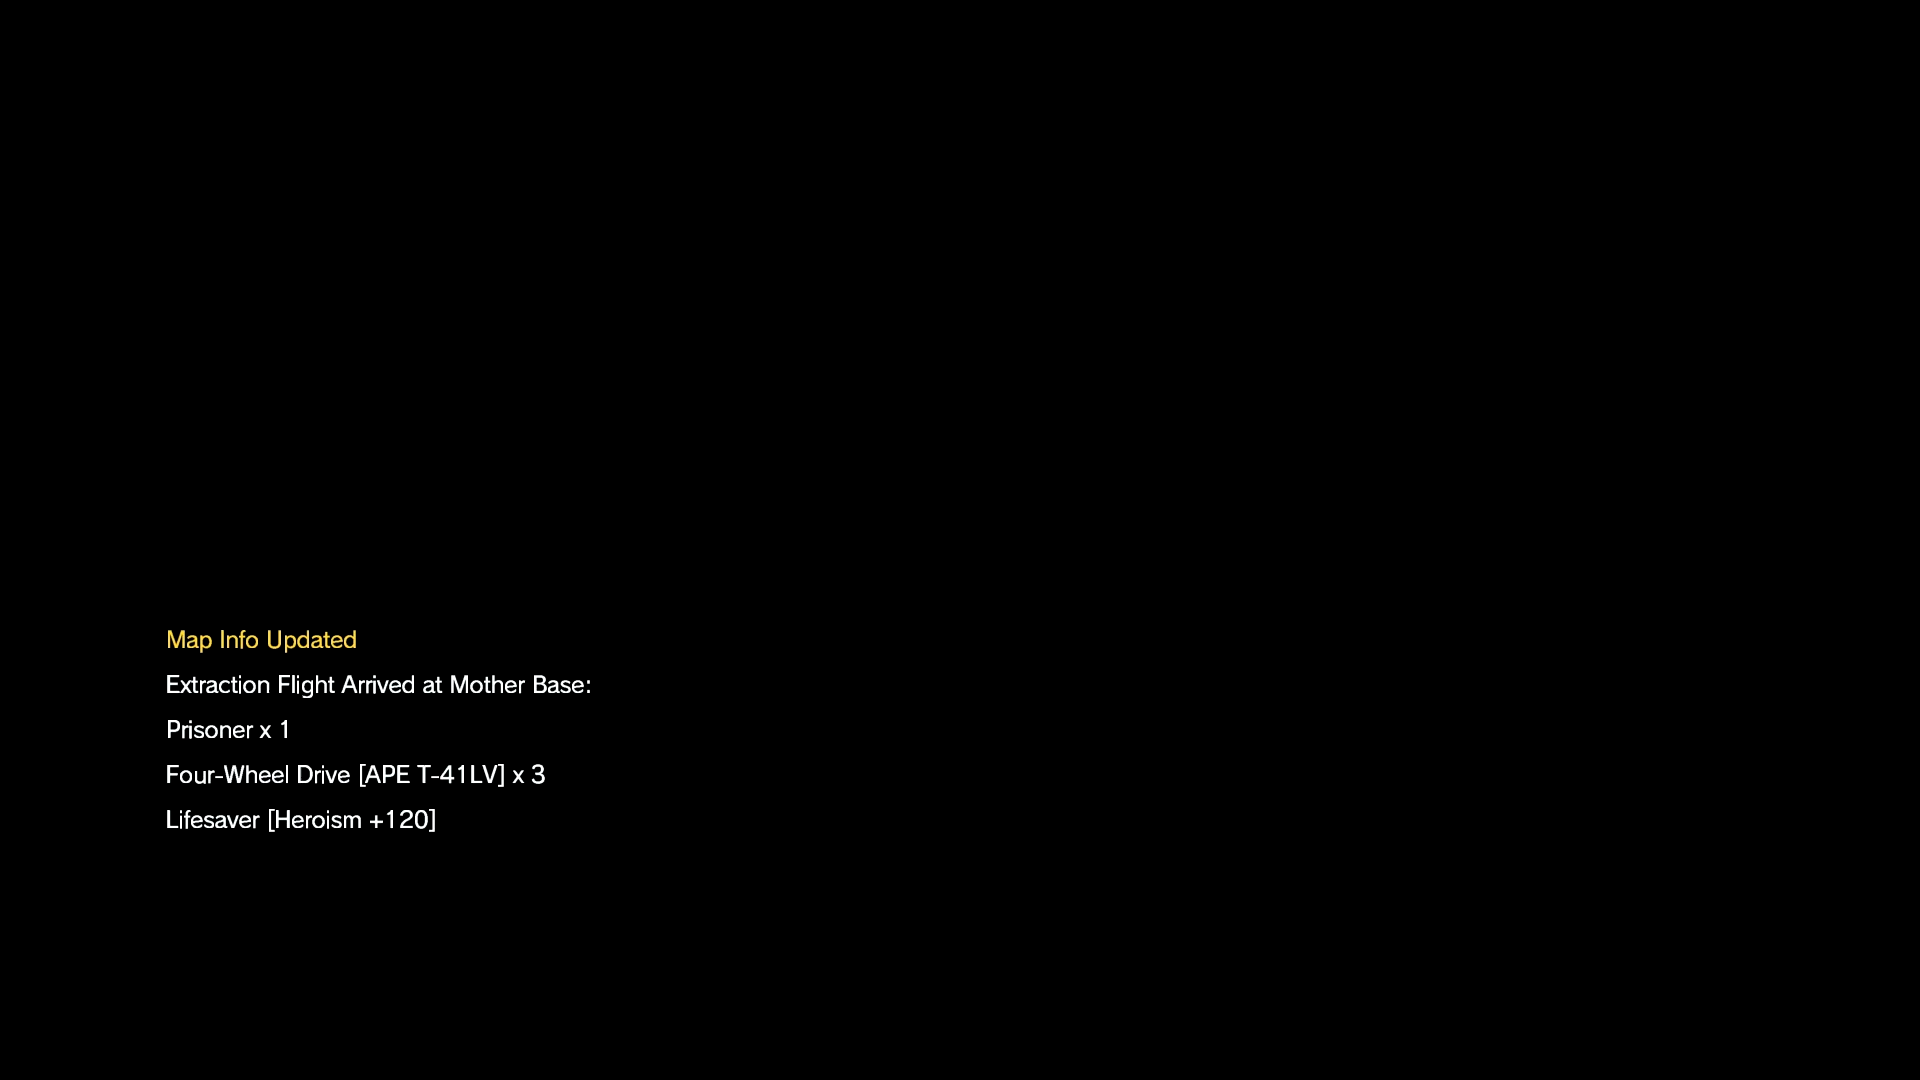 Map Info Updated
Extraction Flight Arrived at Mother Base:
Prisoner x 1
Four-Wheel Drive [APE T-41LV] x 3
Lifesaver [Heroism +120]